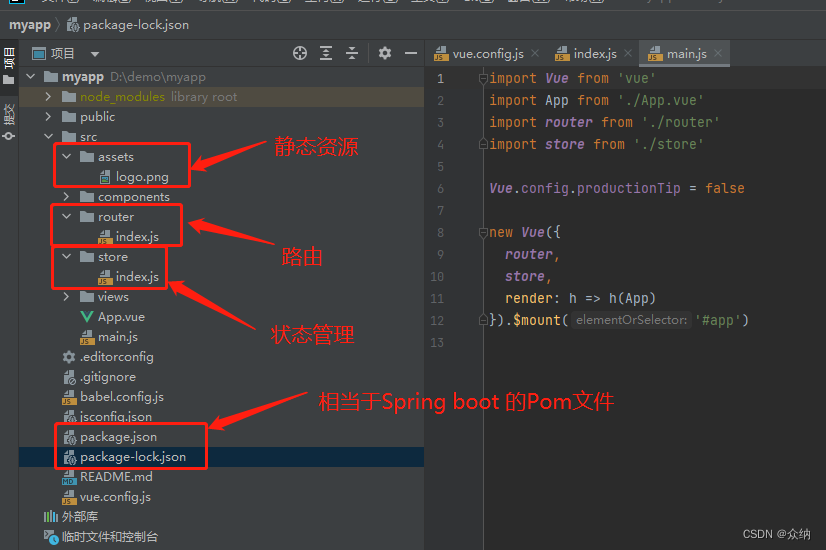 myapp
package-lock.json
项目
提交
项目
vue.config.js
index.js
main.js
myapp D:\demo\myapp
node_modules library root
public
src
assets
logo.png
components
router
index.js
store
index.js
views
App.vue
main.js
.editorconfig
.gitignore
babel.config.js
jsconfig.json
package.json
package-lock.json
README.md
vue.config.js
外部库
临时文件和控制台
静态资源
路由
状态管理
相当于Spring boot 的Pom文件
1 import Vue from 'vue'
2 import App from './App.vue'
3 import router from './router'
4 import store from './store'
5
6 Vue.config.productionTip = false
7
8 new Vue({
9 router,
10 store,
11 render: h => h(App)
12 }).$mount( elementOrSelector: '#app')
13
CSDN @众纳